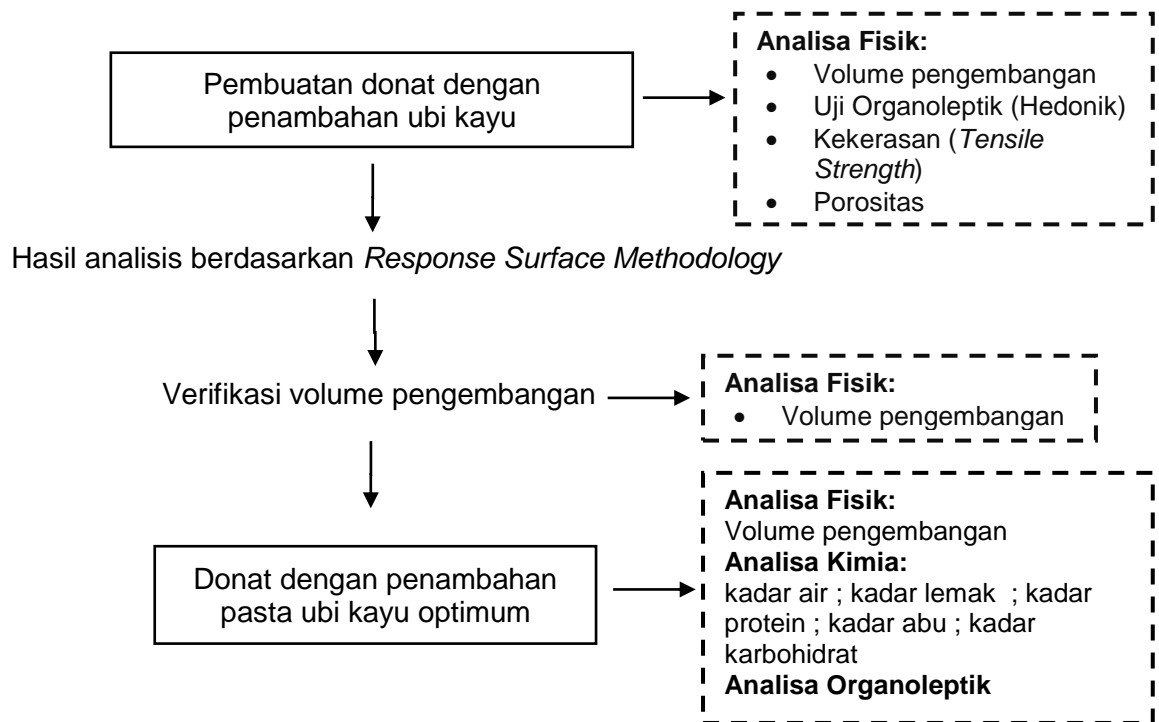 Pembuatan donat dengan
penambahan ubi kayu
Analisa Fisik:
• Volume pengembangan
• Uji Organoleptik (Hedonik)
• Kekerasan (Tensile
Strength)
• Porositas
Hasil analisis berdasarkan Response Surface Methodology
Verifikasi volume pengembangan
Analisa Fisik:
• Volume pengembangan
Donat dengan penambahan
pasta ubi kayu optimum
Analisa Fisik:
Volume pengembangan
Analisa Kimia:
kadar air ; kadar lemak ; kadar
protein ; kadar abu ; kadar
karbohidrat
Analisa Organoleptik